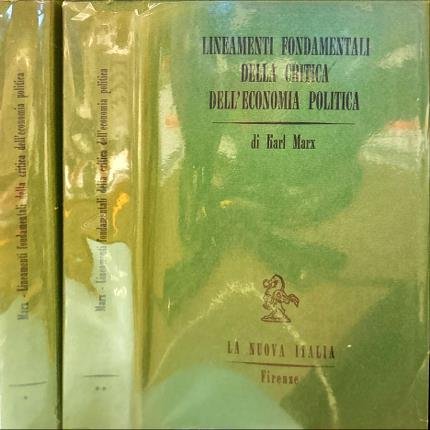 Marx - Lineamenti fondamentali della critica dell'economia politica
*
Marx - Lineamenti fondamentali della critica dell'economia politica
**
LINEAMENTI FONDAMENTALI
DELLA CRITICA
DELL'ECONOMIA POLITICA
di Karl Marx
LA NUOVA ITALIA
Firenze